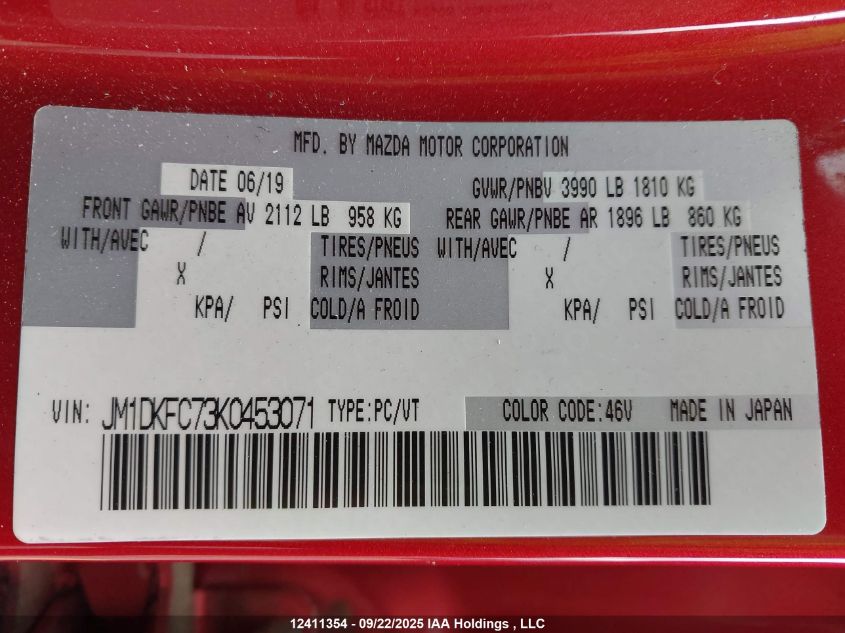 MFD. BY MAZDA MOTOR CORPORATION
DATE 06/19 GVWR/PNBV 3990 LB 1810 KG
FRONT GAWR/PNBE AV 2112 LB 958 KG REAR GAWR/PNBE AR 1896 LB 860 KG
WITH/AVEC / TIRES/PNEUS WITH/AVEC / TIRES/PNEUS
X RIMS/JANTES X RIMS/JANTES
KPA/ PSI COLD/A FROID KPA/ PSI COLD/A FROID
VIN: JM1DKFC73K0453071 TYPE:PC/VT COLOR CODE:46V MADE IN JAPAN
12411354 - 09/22/2025 IAA Holdings , LLC